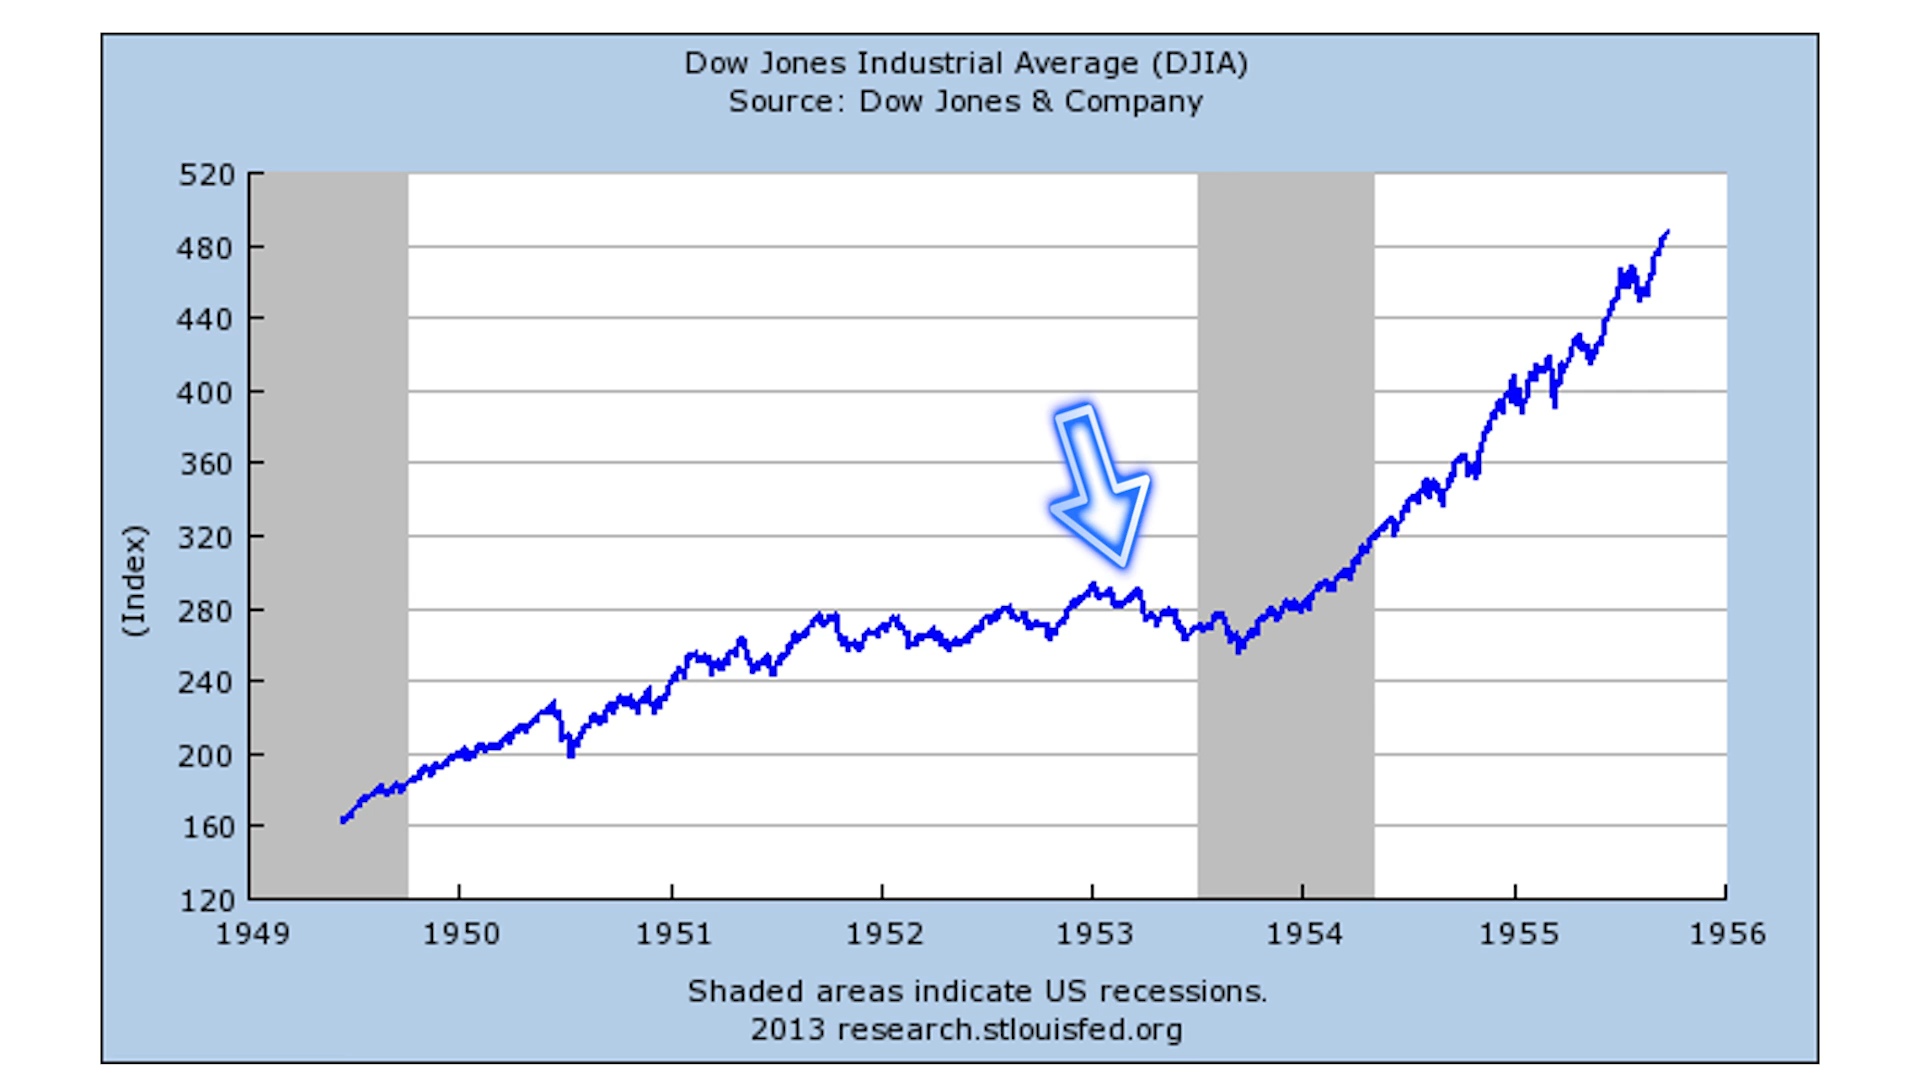 Dow Jones Industrial Average (DJIA)
Source: Dow Jones & Company
520
480
440
400
360
320
280
240
200
160
120
(Index)
1949 1950 1951 1952 1953 1954 1955 1956
Shaded areas indicate US recessions.
2013 research.stlouisfed.org